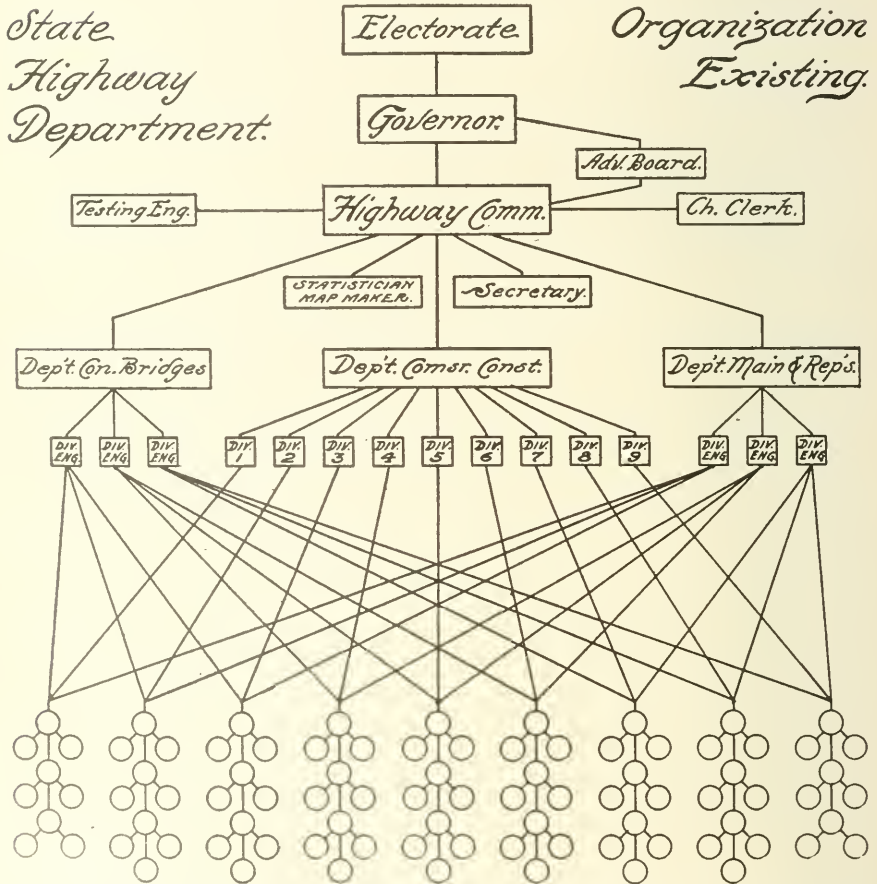 State
Highway
Department.
Organization
Existing.
Electorate
Governor.
Adv. Board.
Testing Eng.
Highway Comm.
Ch. Clerk.
STATISTICIAN
MAP MAKER.
Secretary.
Dep't. Con. Bridges
Dep't. Comsr. Const.
Dep't. Main & Rep's.
DIV. ENG.
DIV. ENG.
DIV. ENG.
DIV. 1
DIV. 2
DIV. 3
DIV. 4
DIV. 5
DIV. 6
DIV. 7
DIV. 8
DIV. 9
DIV. ENG.
DIV. ENG.
DIV. ENG.